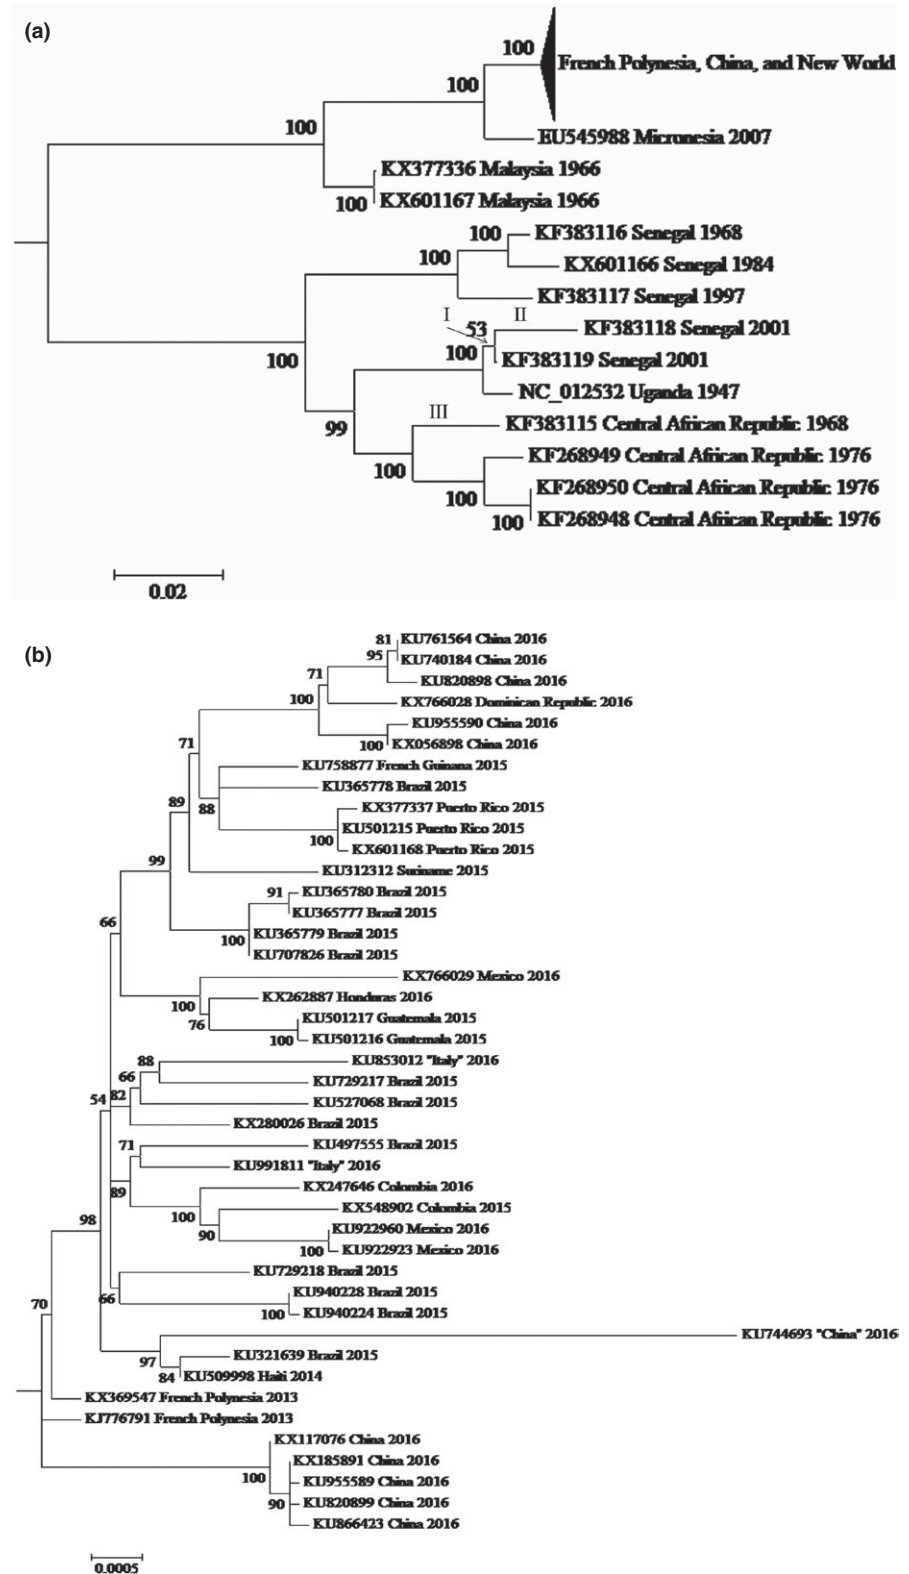 (a)
100
French Polynesia, China, and New World
100
100
EU545988 Micronesia 2007
KX377336 Malaysia 1966
100
KX601167 Malaysia 1966
100
KF383116 Senegal 1968
100
KX601166 Senegal 1984
KF383117 Senegal 1997
I
II
53
KF383118 Senegal 2001
100
100
KF383119 Senegal 2001
NC_012532 Uganda 1947
III
KF383115 Central African Republic 1968
99
KF268949 Central African Republic 1976
100
KF268950 Central African Republic 1976
100
100
KF268948 Central African Republic 1976
0.02
(b)
81
KU761564 China 2016
95
KU740184 China 2016
71
KU820898 China 2016
100
KX766028 Dominican Republic 2016
KU955590 China 2016
100
KX056898 China 2016
71
KU758877 French Guinana 2015
KU365778 Brazil 2015
89
88
KX377337 Puerto Rico 2015
KU501215 Puerto Rico 2015
100
KX601168 Puerto Rico 2015
99
KU312312 Suriname 2015
91
KU365780 Brazil 2015
KU365777 Brazil 2015
66
KU365779 Brazil 2015
100
KU707826 Brazil 2015
KX766029 Mexico 2016
100
KX262887 Honduras 2016
76
KU501217 Guatemala 2015
100
KU501216 Guatemala 2015
88
KU853012 "Italy" 2016
66
KU729217 Brazil 2015
54
82
KU527068 Brazil 2015
KX280026 Brazil 2015
71
KU497555 Brazil 2015
KU991811 "Italy" 2016
89
KX247646 Colombia 2016
100
KX548902 Colombia 2015
98
90
KU922960 Mexico 2016
100
KU922923 Mexico 2016
KU729218 Brazil 2015
66
KU940228 Brazil 2015
70
100
KU940224 Brazil 2015
KU744693 "China" 2016
97
KU321639 Brazil 2015
84
KU509998 Haiti 2014
KX369547 French Polynesia 2013
KJ776791 French Polynesia 2013
KX117076 China 2016
100
KX185891 China 2016
KU955589 China 2016
90
KU820899 China 2016
KU866423 China 2016
0.0005